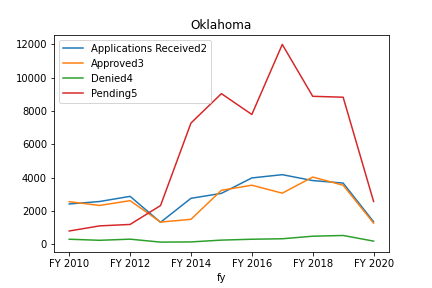 Oklahoma
12000
10000
8000
6000
4000
2000
0
Applications Received2
Approved3
Denied4
Pending5
FY 2010 FY 2012 FY 2014 FY 2016 FY 2018 FY 2020
fy